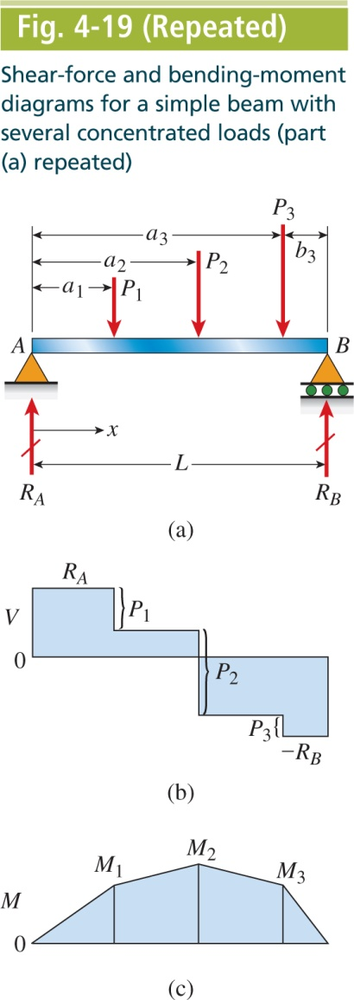 Fig. 4-19 (Repeated)
Shear-force and bending-moment
diagrams for a simple beam with
several concentrated loads (part
(a) repeated)
P3
a3
b3
a2
P2
a1
P1
A
B
x
L
RA
RB
(a)
RA
V
P1
0
P2
P3
−RB
(b)
M2
M1
M3
M
0
(c)